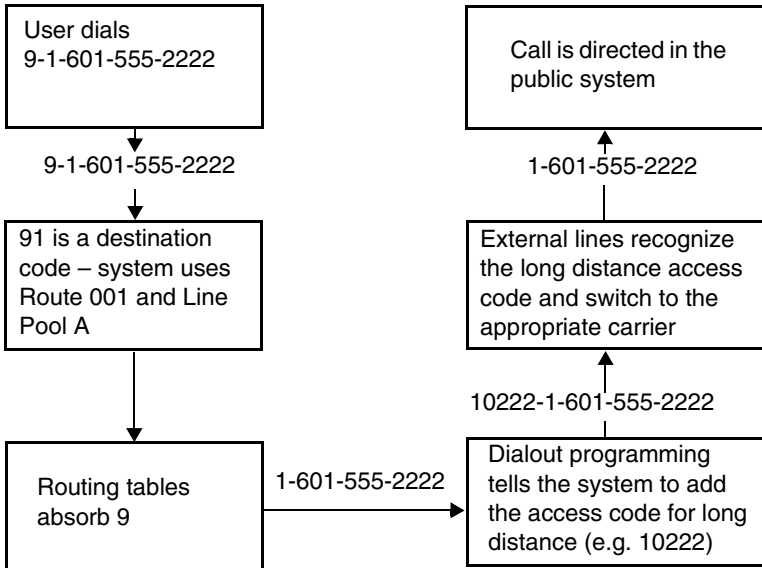 User dials
9-1-601-555-2222
9-1-601-555-2222
91 is a destination
code – system uses
Route 001 and Line
Pool A
Routing tables
absorb 9
1-601-555-2222
Dialout programming
tells the system to add
the access code for long
distance (e.g. 10222)
10222-1-601-555-2222
External lines recognize
the long distance access
code and switch to the
appropriate carrier
1-601-555-2222
Call is directed in the
public system